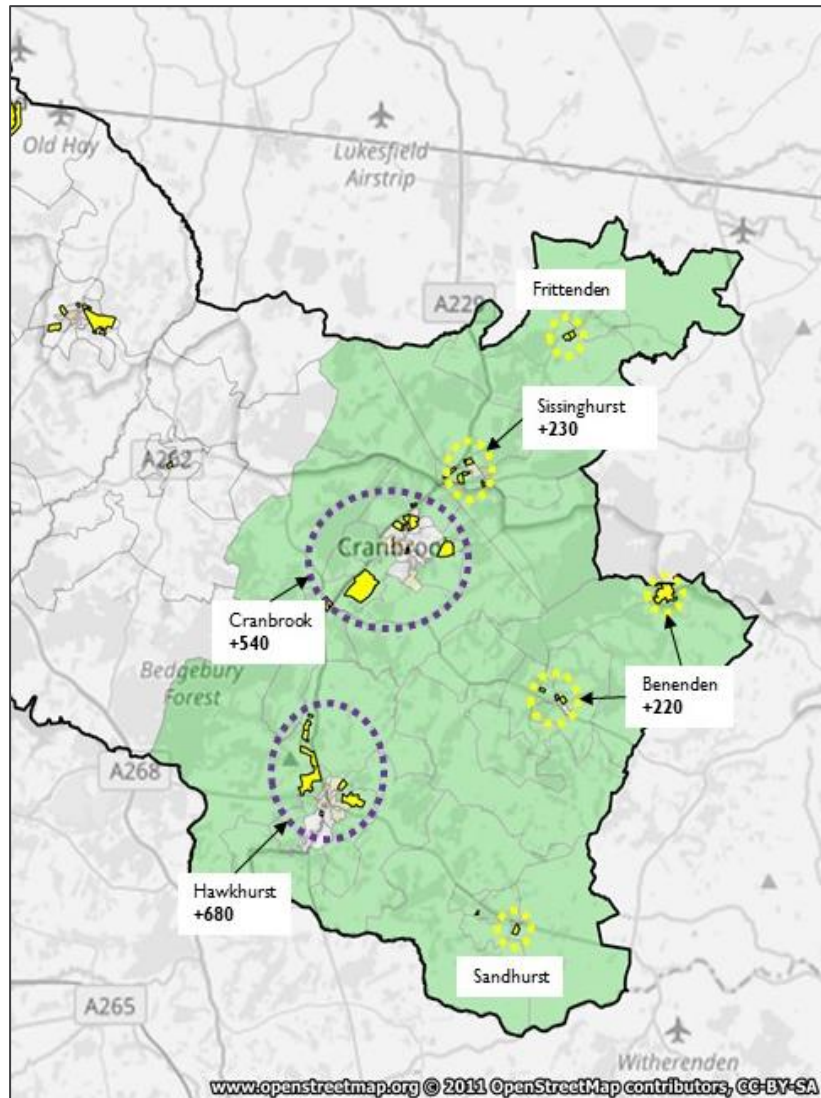 Old Hay
Lukesfield
Airstrip
Frittenden
A229
Sissinghurst
+230
A262
Cranbroo
Cranbrook
+540
Bedgebury
Forest
Benenden
+220
A268
Hawkhurst
+680
Sandhurst
A265
Witherenden
www.openstreetmap.org © 2011 OpenStreetMap contributors, CC-BY-SA